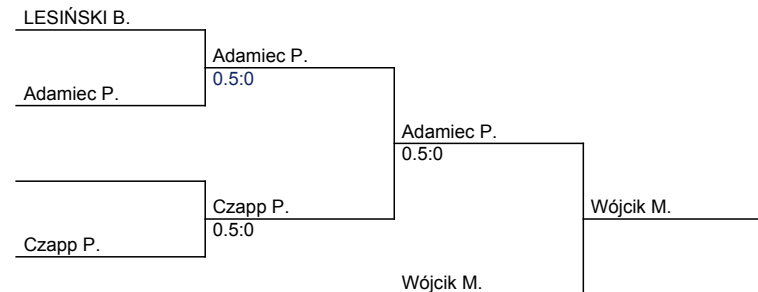 LESIŃSKI B.
Adamiec P.
0.5:0
Adamiec P.
Adamiec P.
0.5:0
Czapp P.
Wójcik M.
0.5:0
Czapp P.
Wójcik M.